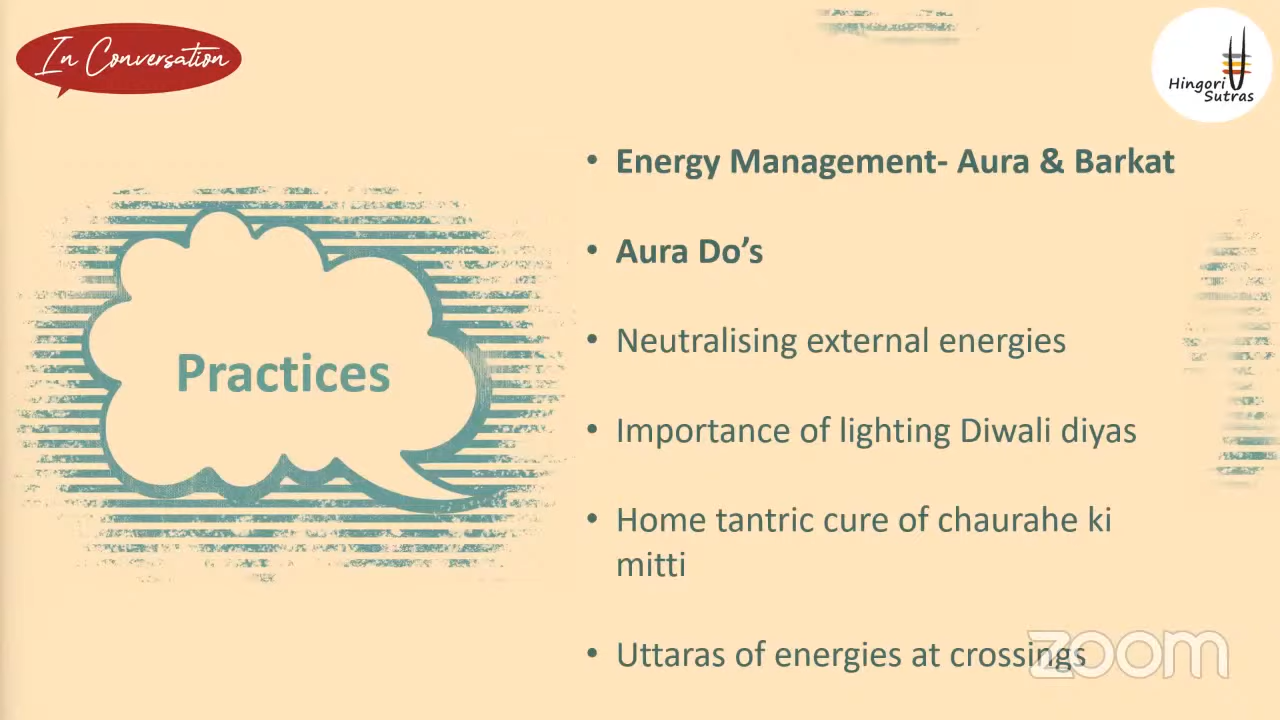 In Conversation
Hingori
Sutras
Practices
• Energy Management- Aura & Barkat
• Aura Do’s
• Neutralising external energies
• Importance of lighting Diwali diyas
• Home tantric cure of chaurahe ki
mitti
• Uttaras of energies at crossings
zoom